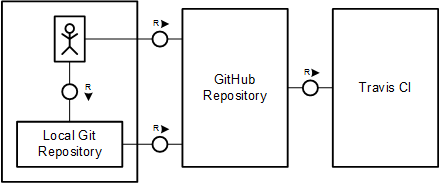 R
R
Local Git
Repository
R
GitHub
Repository
R
Travis CI